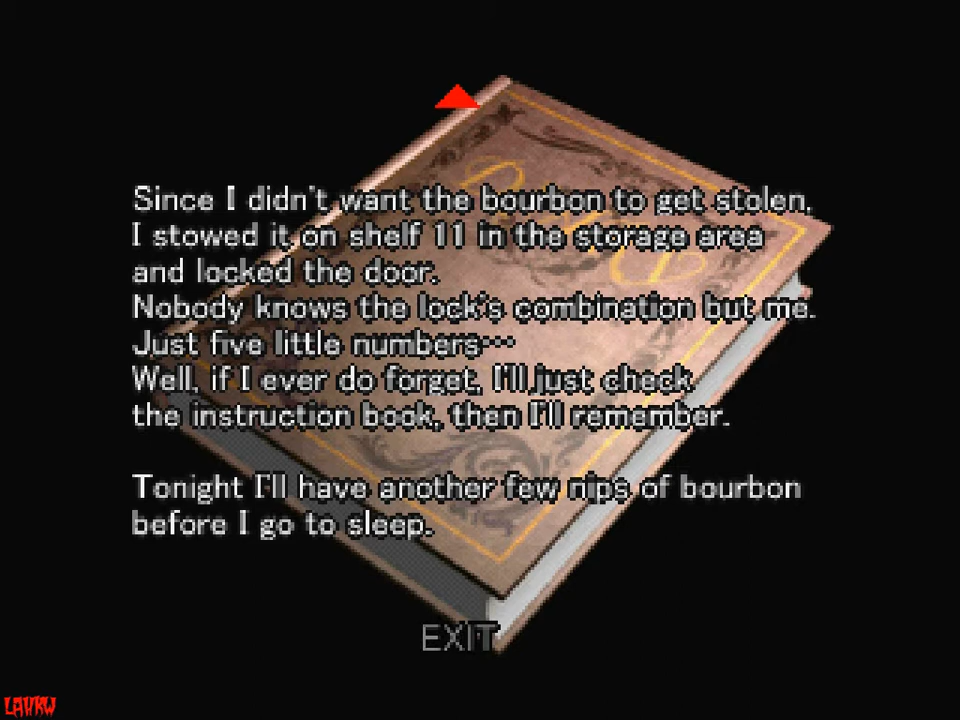 Since I didn't want the bourbon to get stolen,
I stowed it on shelf 11 in the storage area
and locked the door.
Nobody knows the lock's combination but me.
Just five little numbers…
Well, if I ever do forget, I'll just check
the instruction book, then I'll remember.
Tonight I'll have another few nips of bourbon
before I go to sleep.
EXIT